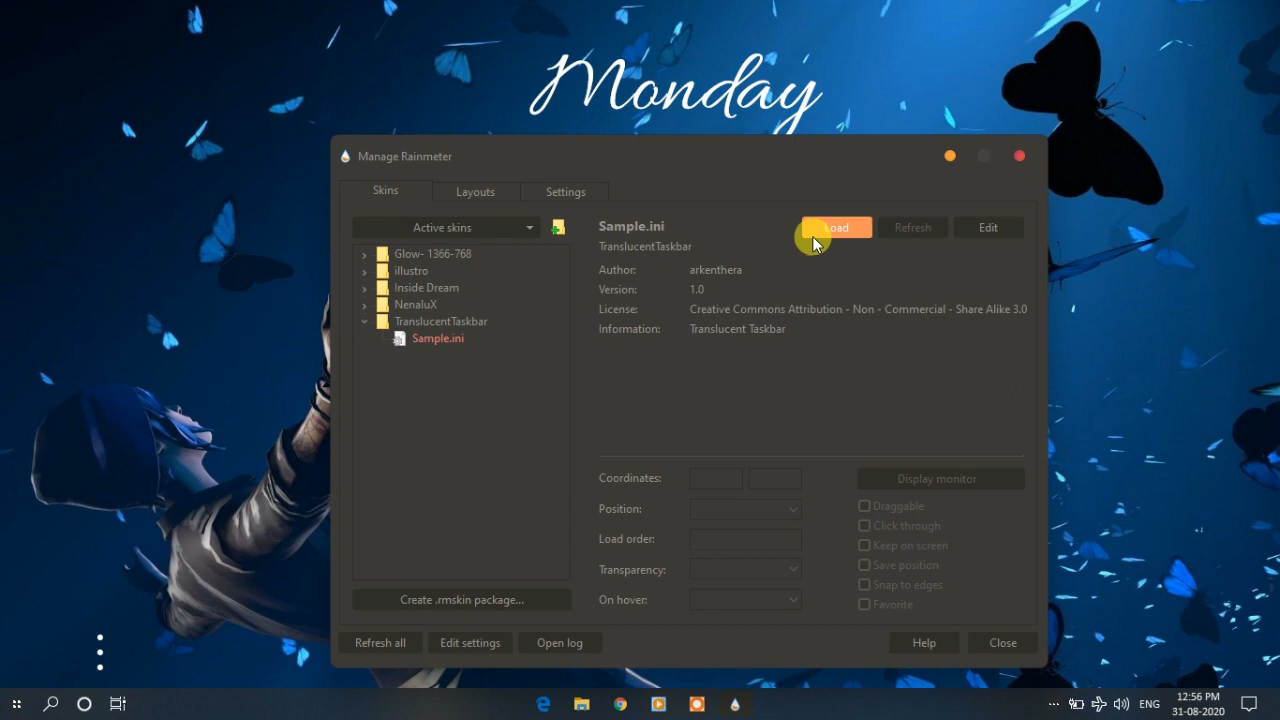 Monday
Manage Rainmeter
Skins
Layouts
Settings
Active skins
Glow- 1366-768
illustro
Inside Dream
NenaluX
TranslucentTaskbar
Sample.ini
Create .rmskin package...
Sample.ini
Load
Refresh
Edit
TranslucentTaskbar
Author: arkenthera
Version: 1.0
License: Creative Commons Attribution - Non - Commercial - Share Alike 3.0
Information: Translucent Taskbar
Coordinates:
Position:
Load order:
Transparency:
On hover:
Display monitor
Draggable
Click through
Keep on screen
Save position
Snap to edges
Favorite
Refresh all
Edit settings
Open log
Help
Close
ENG
12:56 PM
31-08-2020